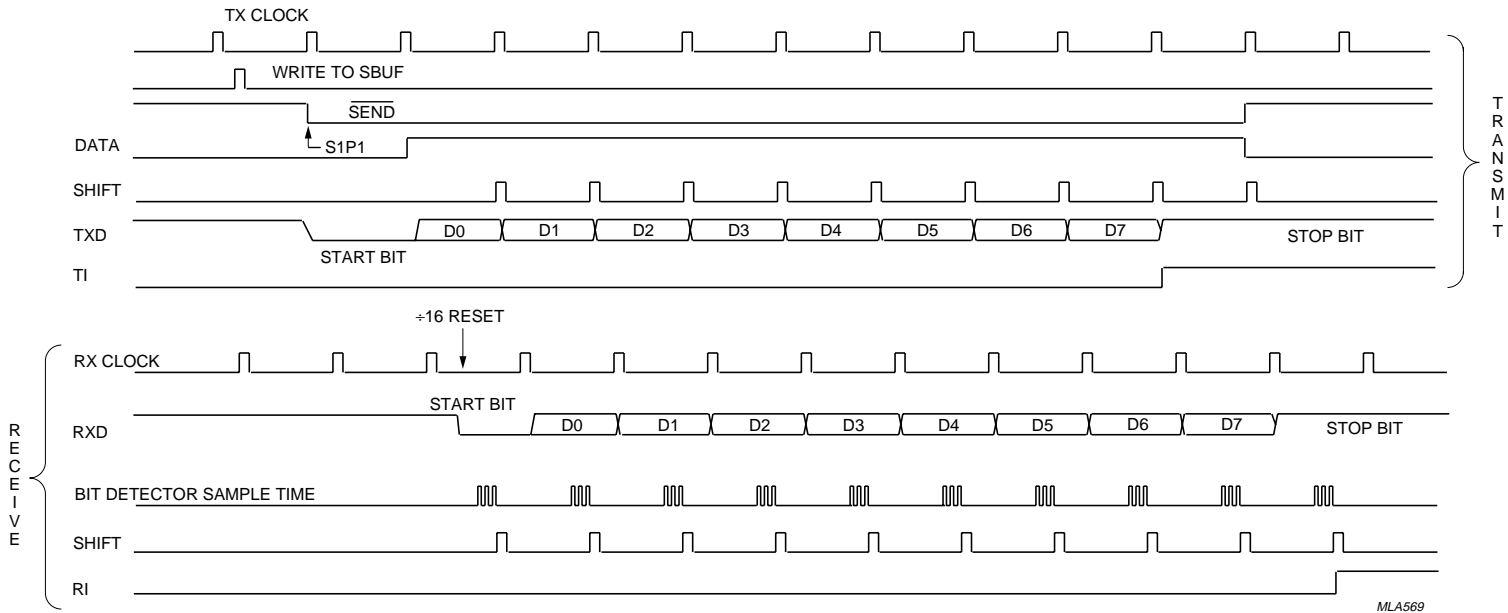 TX CLOCK
WRITE TO SBUF
SEND
DATA
S1P1
SHIFT
TXD
D0 D1 D2 D3 D4 D5 D6 D7
START BIT
STOP BIT
TI
TRANSMIT
÷16 RESET
RX CLOCK
START BIT
RXD
D0 D1 D2 D3 D4 D5 D6 D7
STOP BIT
BIT DETECTOR SAMPLE TIME
SHIFT
RI
RECEIVE
MLA569